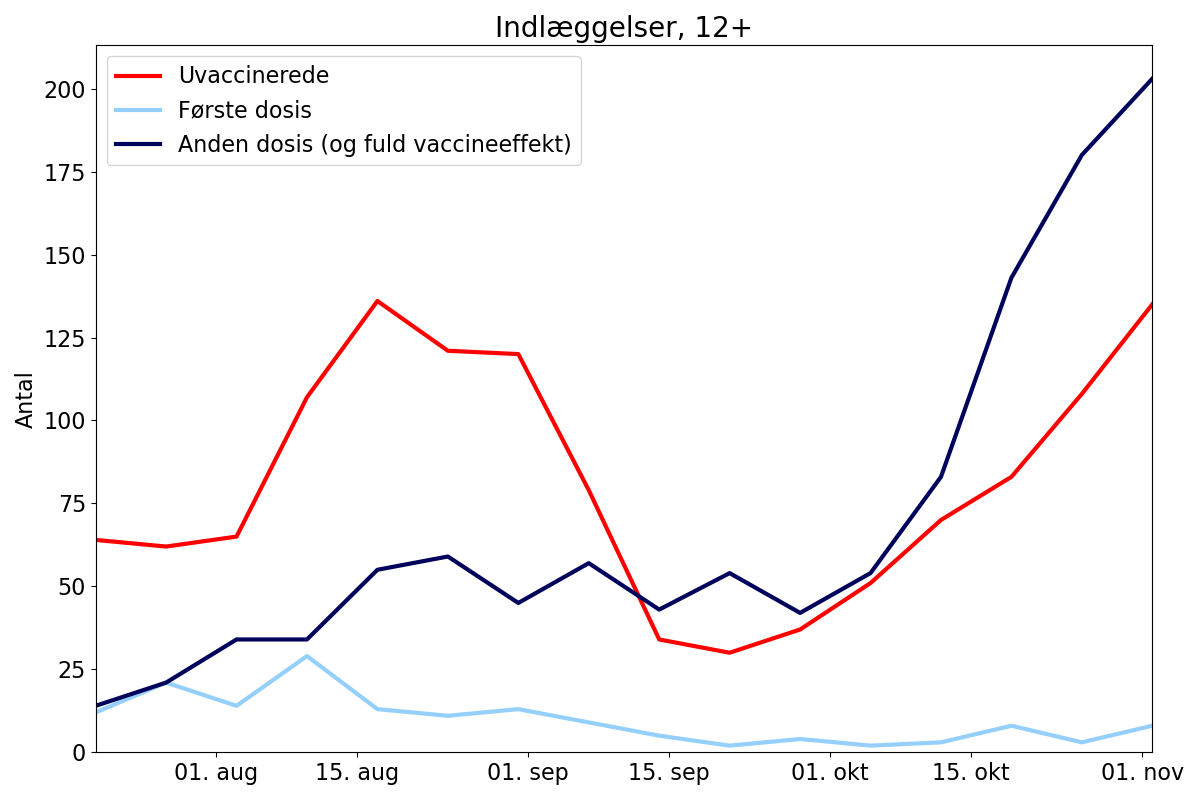 Indlæggelser, 12+
Uvaccinerede
Første dosis
Anden dosis (og fuld vaccineeffekt)
200
175
150
125
100
75
50
25
0
Antal
01. aug
15. aug
01. sep
15. sep
01. okt
15. okt
01. nov